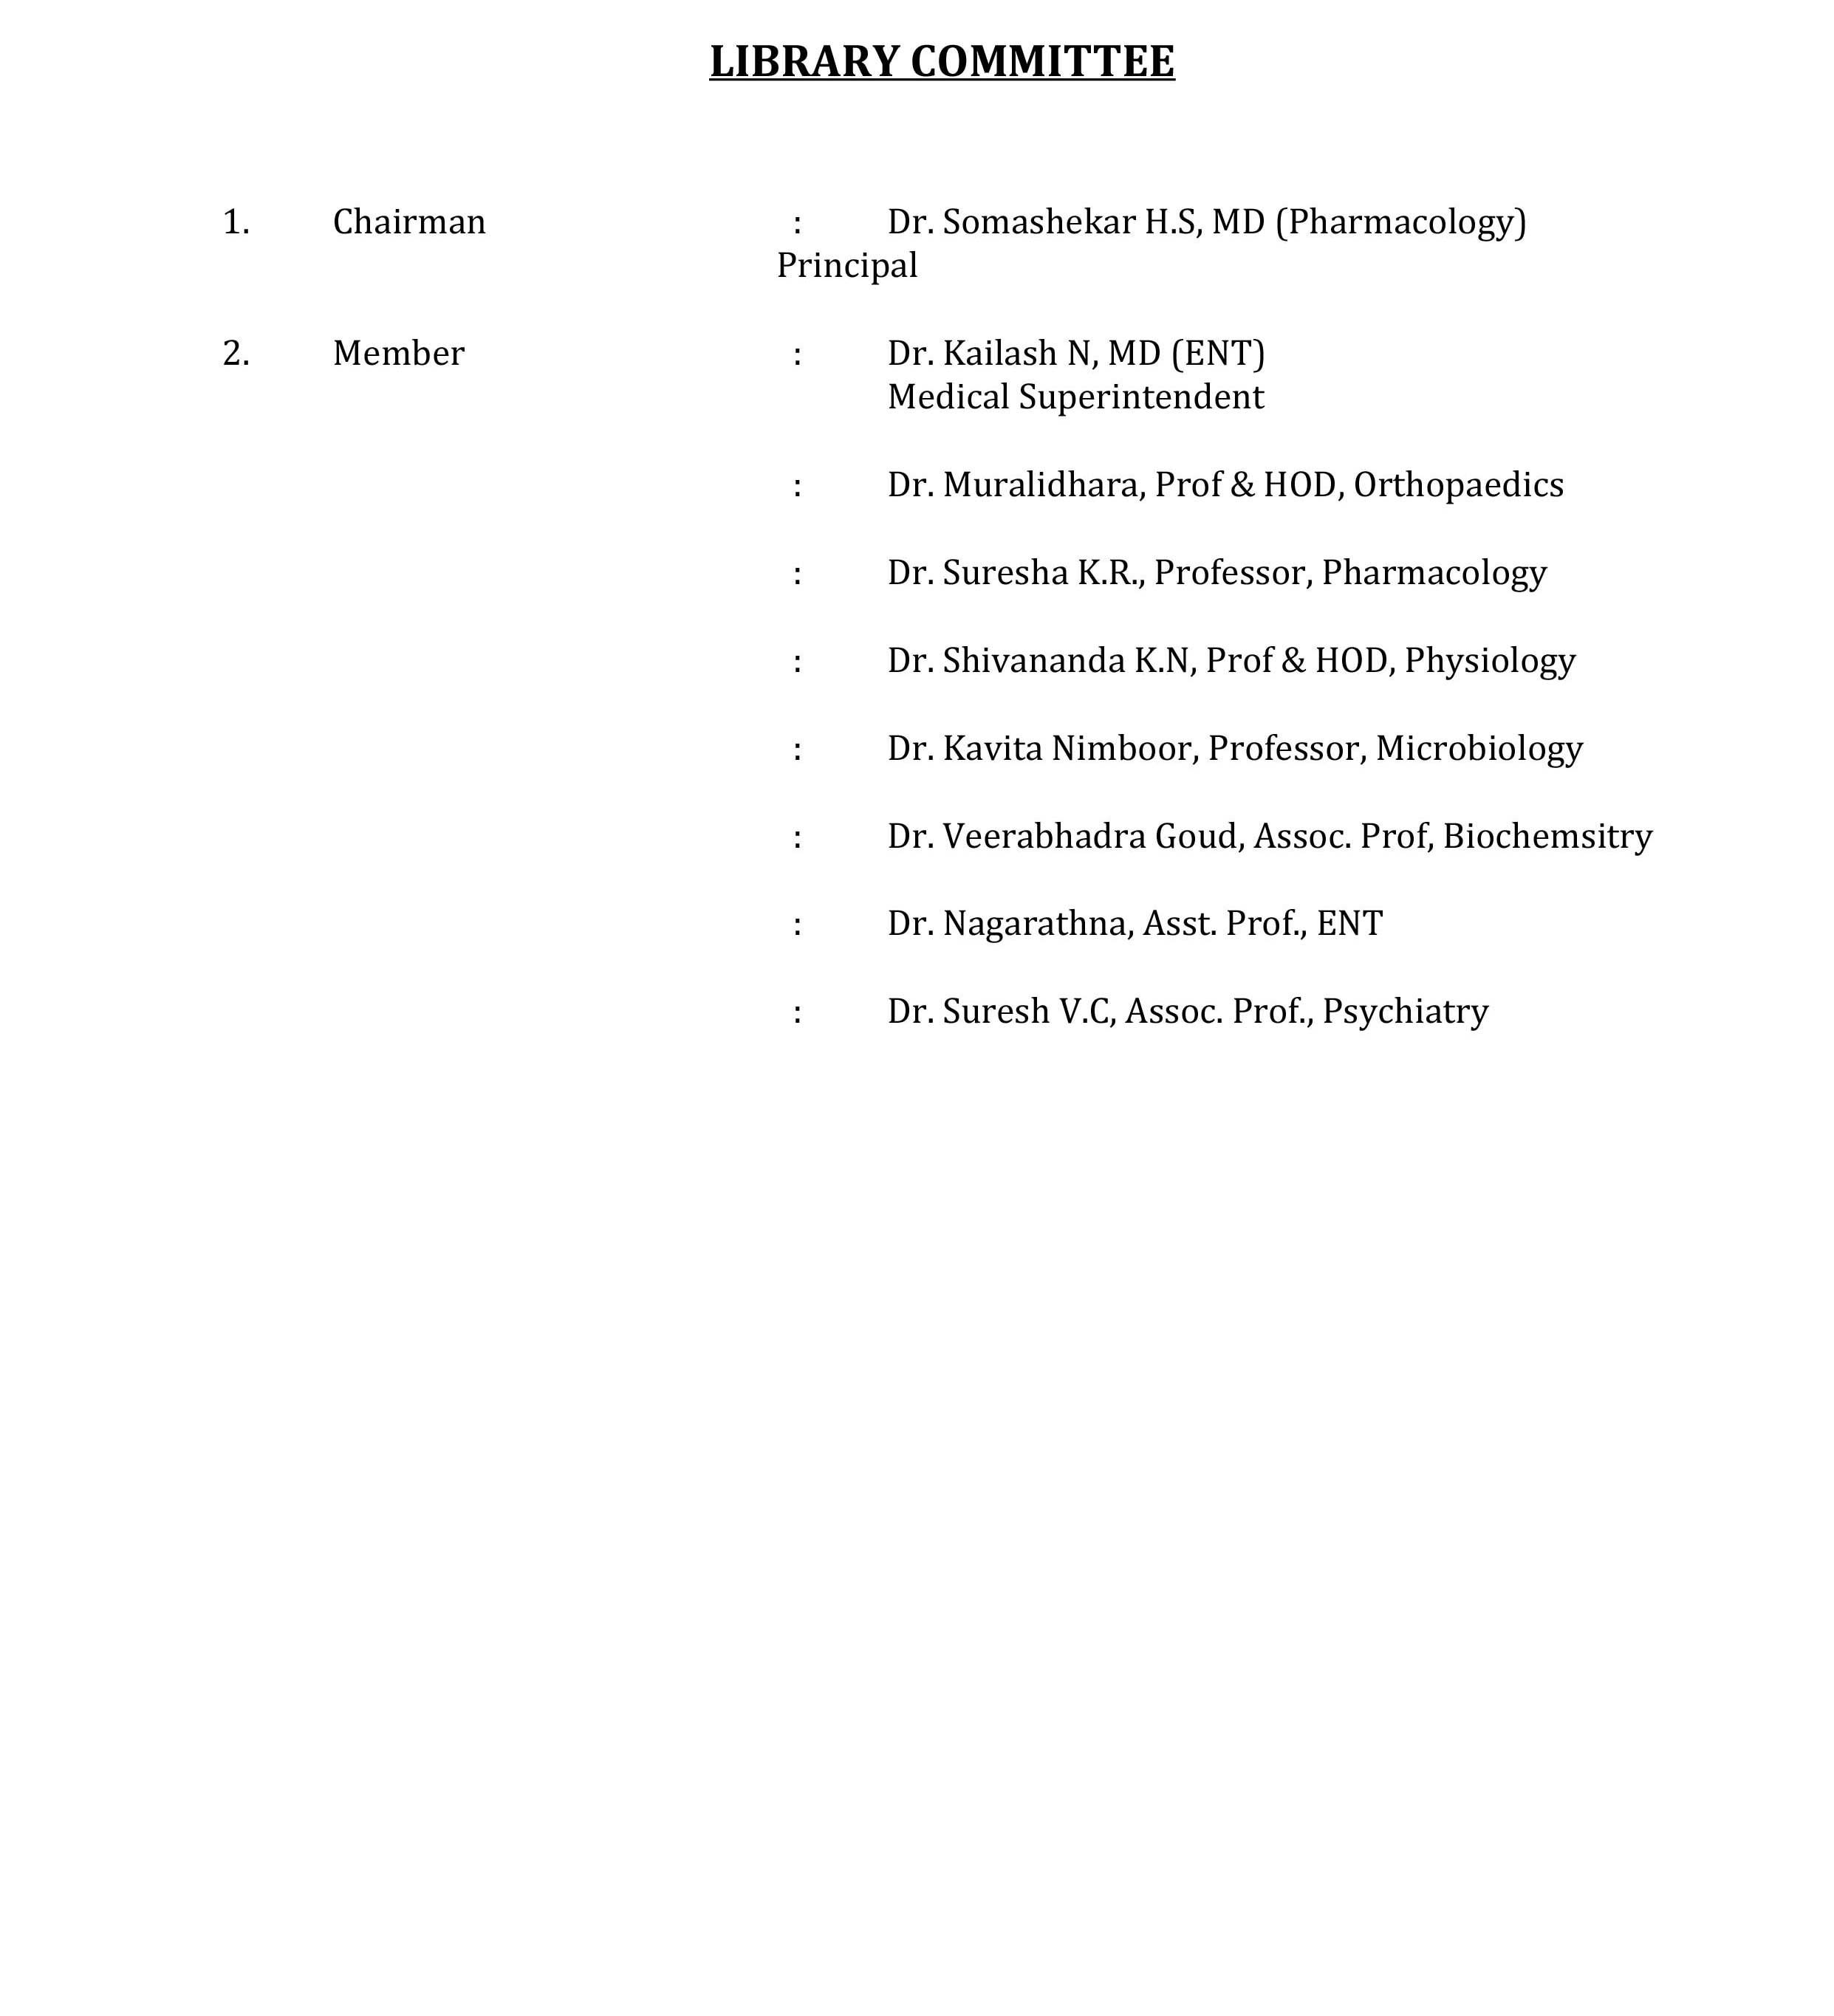 LIBRARY COMMITTEE
1. Chairman : Dr. Somashekar H.S, MD (Pharmacology)
Principal
2. Member : Dr. Kailash N, MD (ENT)
Medical Superintendent
: Dr. Muralidhara, Prof & HOD, Orthopaedics
: Dr. Suresha K.R., Professor, Pharmacology
: Dr. Shivananda K.N, Prof & HOD, Physiology
: Dr. Kavita Nimboor, Professor, Microbiology
: Dr. Veerabhadra Goud, Assoc. Prof, Biochemsitry
: Dr. Nagarathna, Asst. Prof., ENT
: Dr. Suresh V.C, Assoc. Prof., Psychiatry